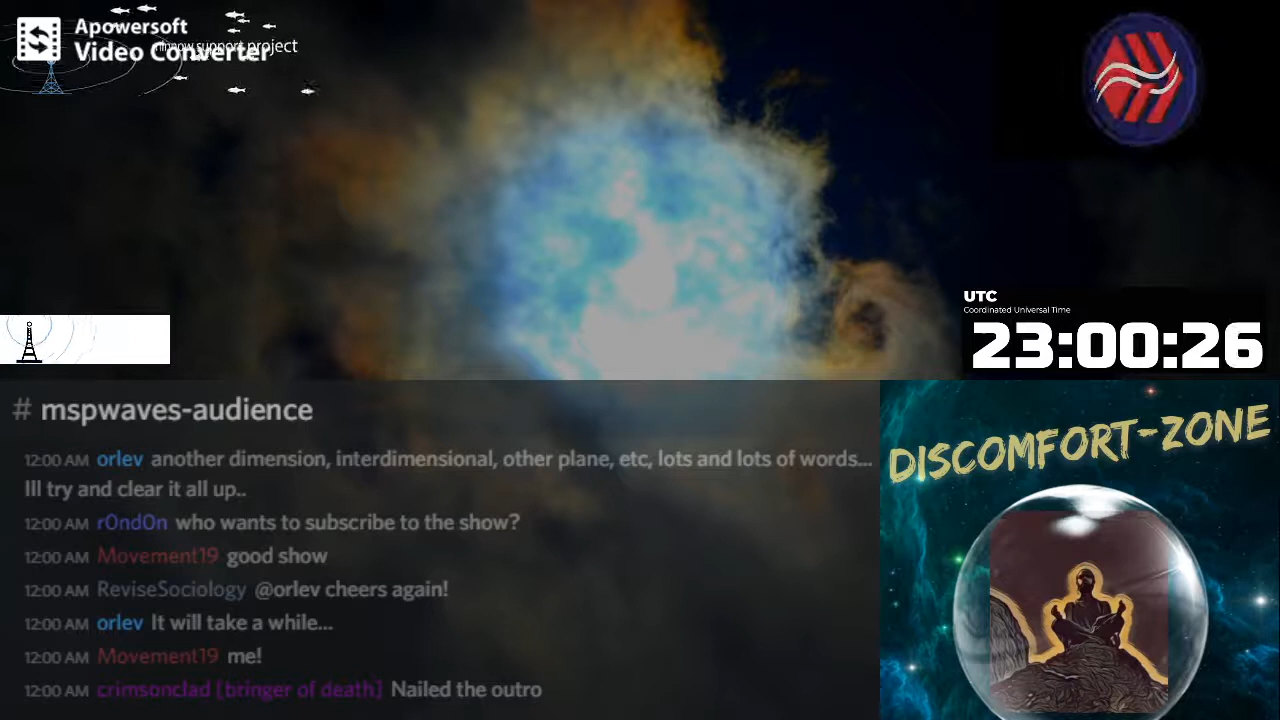 Apowersoft
Video Converter
minnow support project
UTC
Coordinated Universal Time
23:00:26
# mspwaves-audience
12:00 AM orlev another dimension, interdimensional, other plane, etc, lots and lots of words...
Ill try and clear it all up..
12:00 AM r0nd0n who wants to subscribe to the show?
12:00 AM Movement19 good show
12:00 AM ReviseSociology @orlev cheers again!
12:00 AM orlev It will take a while...
12:00 AM Movement19 me!
12:00 AM crimsonclad [bringer of death] Nailed the outro
DISCOMFORT-ZONE